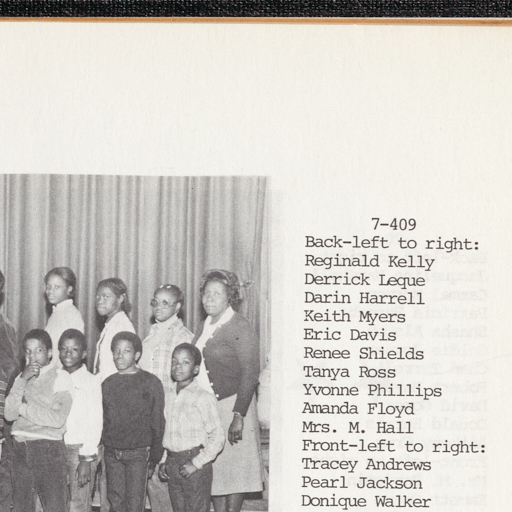 7-409
Back-left to right:
Reginald Kelly
Derrick Leque
Darin Harrell
Keith Myers
Eric Davis
Renee Shields
Tanya Ross
Yvonne Phillips
Amanda Floyd
Mrs. M. Hall
Front-left to right:
Tracey Andrews
Pearl Jackson
Donique Walker